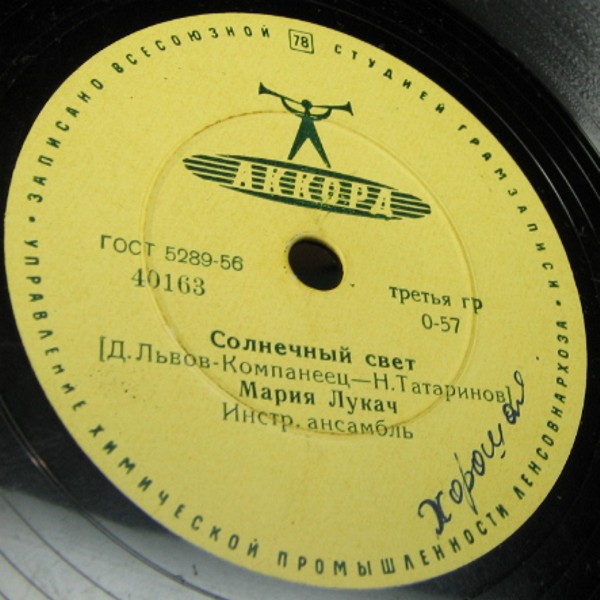 • ЗАПИСАНО ВСЕСОЮЗНОЙ 78 СТУДИЕЙ ГРАМЗАПИСИ •
АККОРД
ГОСТ 5289-56
40163
третья гр
0-57
Солнечный свет
[Д. Львов-Компанеец—Н. Татаринов]
Мария Лукач
Инстр. ансамбль
Хорошая
УПРАВЛЕНИЕ ХИМИЧЕСКОЙ ПРОМЫШЛЕННОСТИ ЛЕНСОВНАРХОЗА